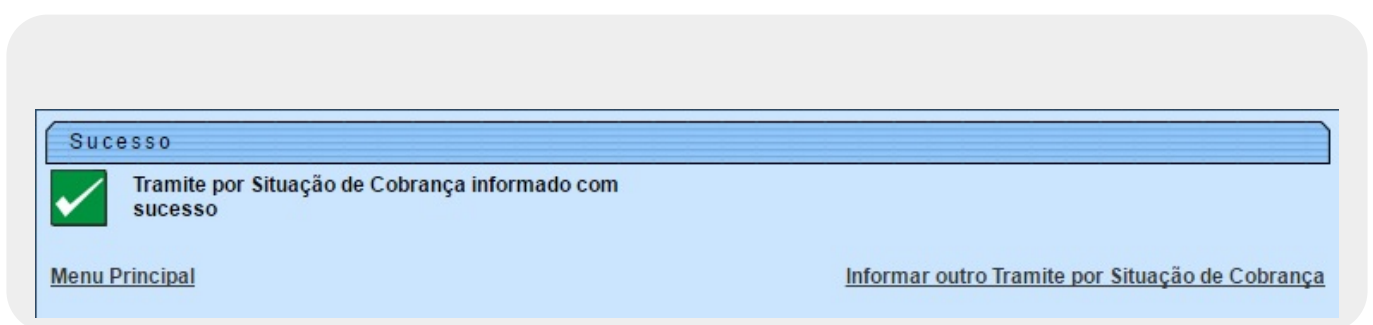 Sucesso
Tramite por Situação de Cobrança informado com
sucesso
Menu Principal
Informar outro Tramite por Situação de Cobrança